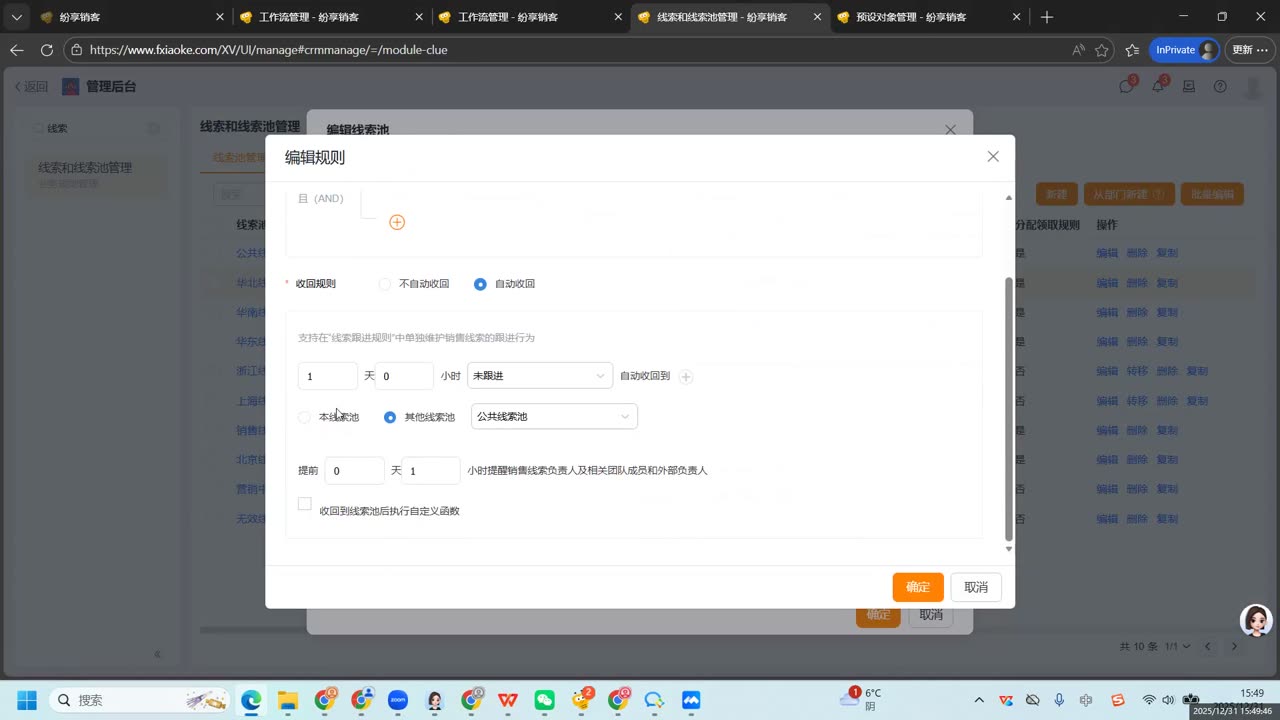 纷享销客
工作流管理 - 纷享销客
工作流管理 - 纷享销客
线索和线索池管理 - 纷享销客
预设对象管理 - 纷享销客
https://www.fxiaoke.com/XV/UI/manage#crmmanage/=/module-clue
InPrivate
更新
返回
管理后台
9
3
线索
线索和线索池管理
线索和线索池管理
编辑线索池
编辑规则
且（AND）
新建
从部门新建
批量编辑
分配领取规则
操作
是
编辑 删除 复制
编辑 删除 复制
是
编辑 删除 复制
是
编辑 删除 复制
是
编辑 转移 删除 复制
是
编辑 转移 删除 复制
是
编辑 删除 复制
是
编辑 删除 复制
否
编辑 删除 复制
否
编辑 删除 复制
* 收回规则
不自动收回
自动收回
支持在"线索跟进规则"中单独维护销售线索的跟进行为
1 天 0 小时 未跟进 自动收回到
本线索池 其他线索池 公共线索池
提前 0 天 1 小时提醒销售线索负责人及相关团队成员和外部负责人
收回到线索池后执行自定义函数
确定
取消
确定
取消
共 10 条 1/1
搜索
zoom
2
1
6°C
阴
15:49
2025/12/31 15:49:46